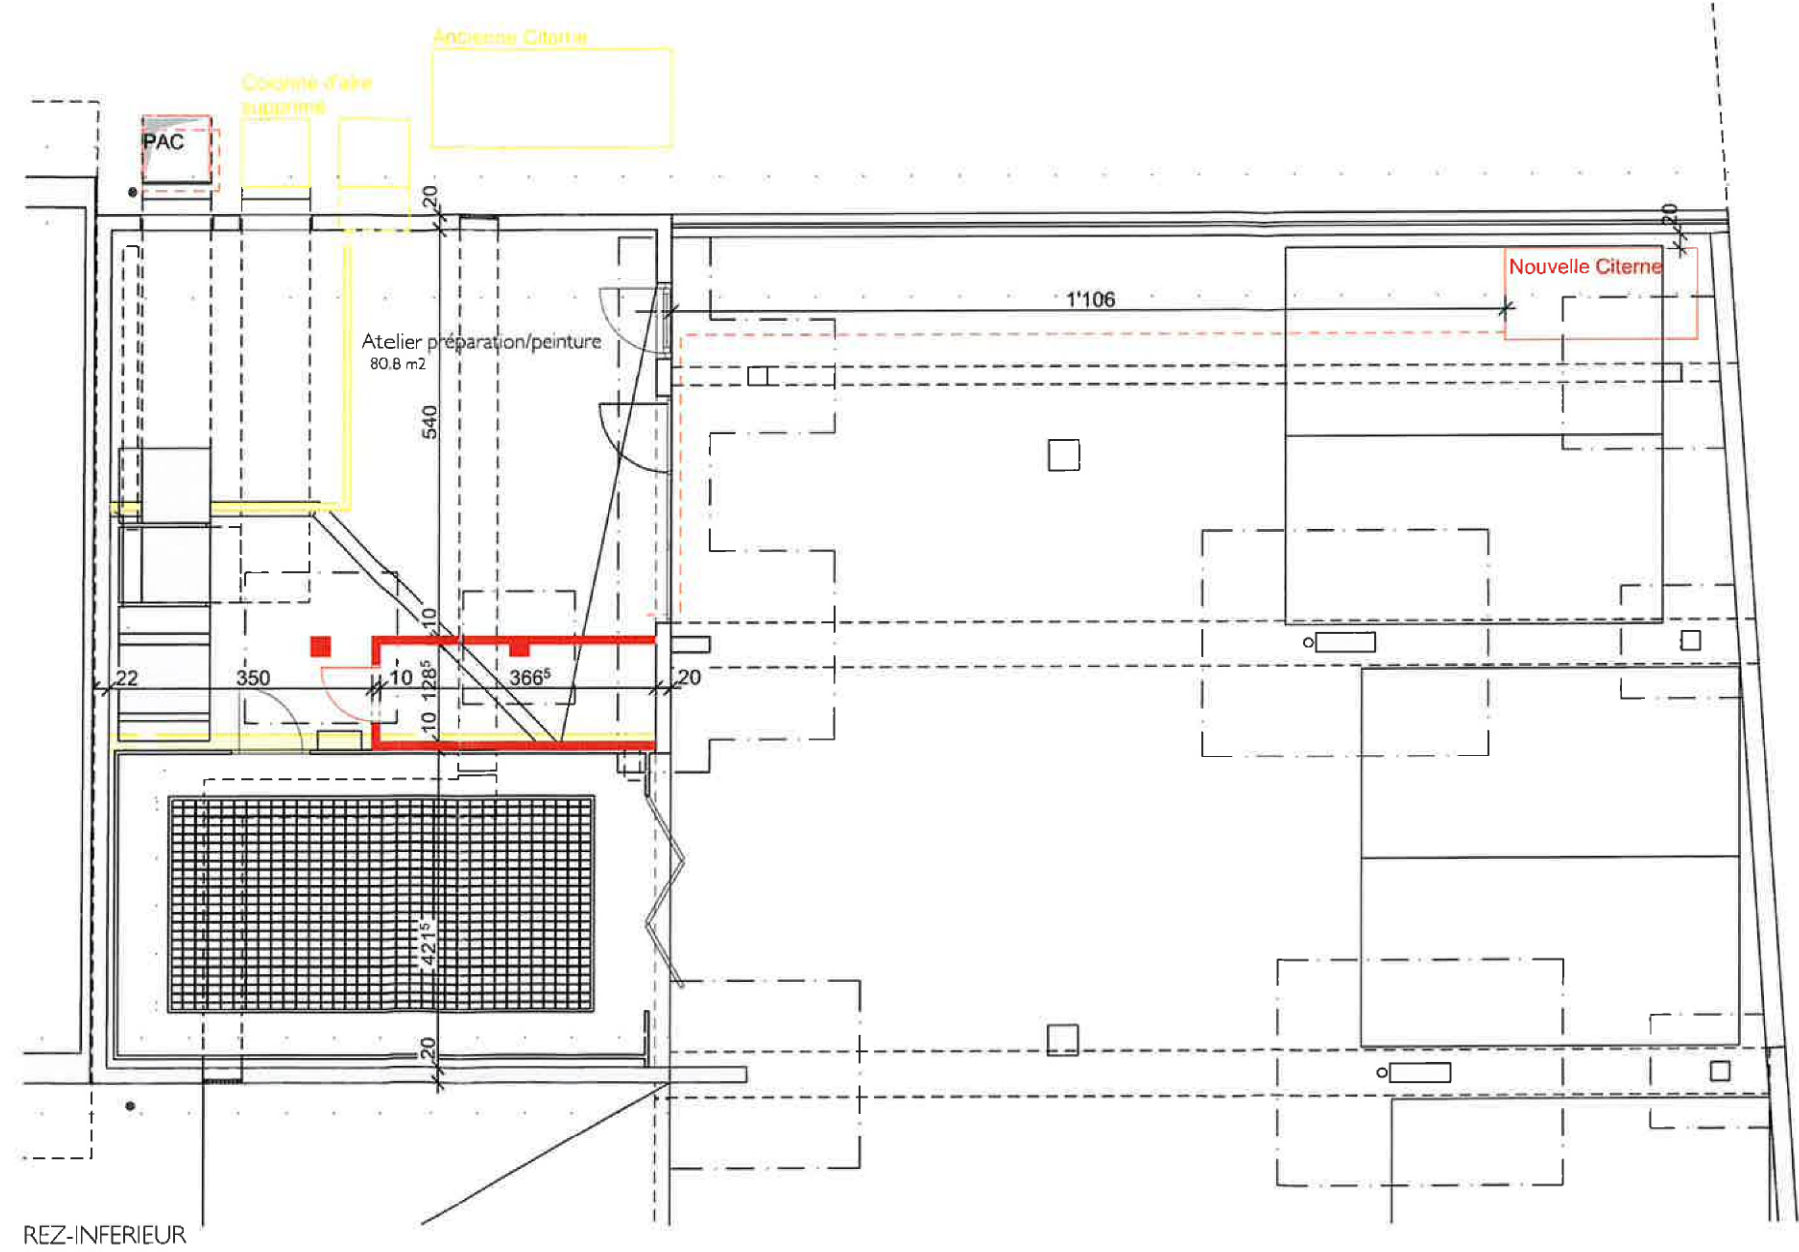 Ancienne Citerne
Colonne d'aire
supprimé
PAC
20
20
Nouvelle Citerne
1'106
Atelier préparation/peinture
80.8 m2
540
10
22
350
10
128⁵
366⁵
20
10
421⁵
20
REZ-INFERIEUR